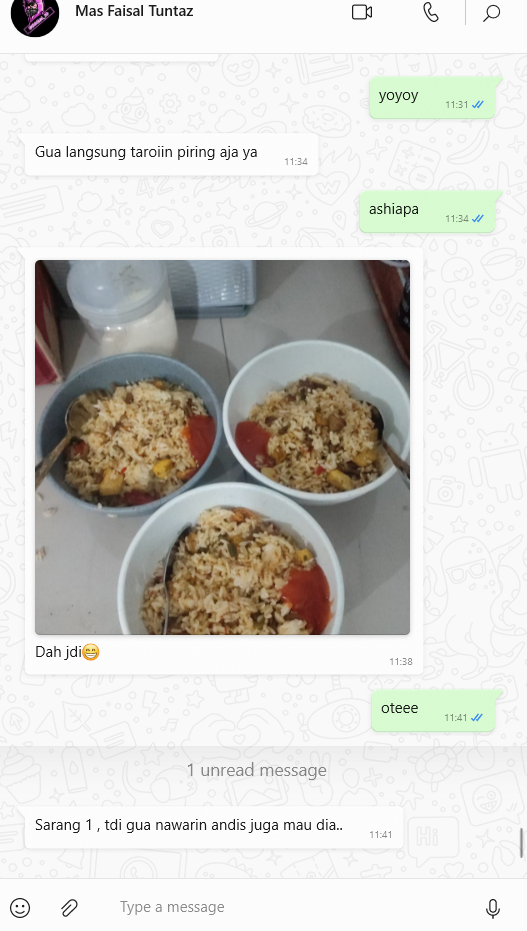 Mas Faisal Tuntaz
yoyoy
11:31
Gua langsung taroiin piring aja ya
11:34
ashiapa
11:34
Dah jdi😁
11:38
oteee
11:41
1 unread message
Sarang 1 , tdi gua nawarin andis juga mau dia..
11:41
Hi
Type a message